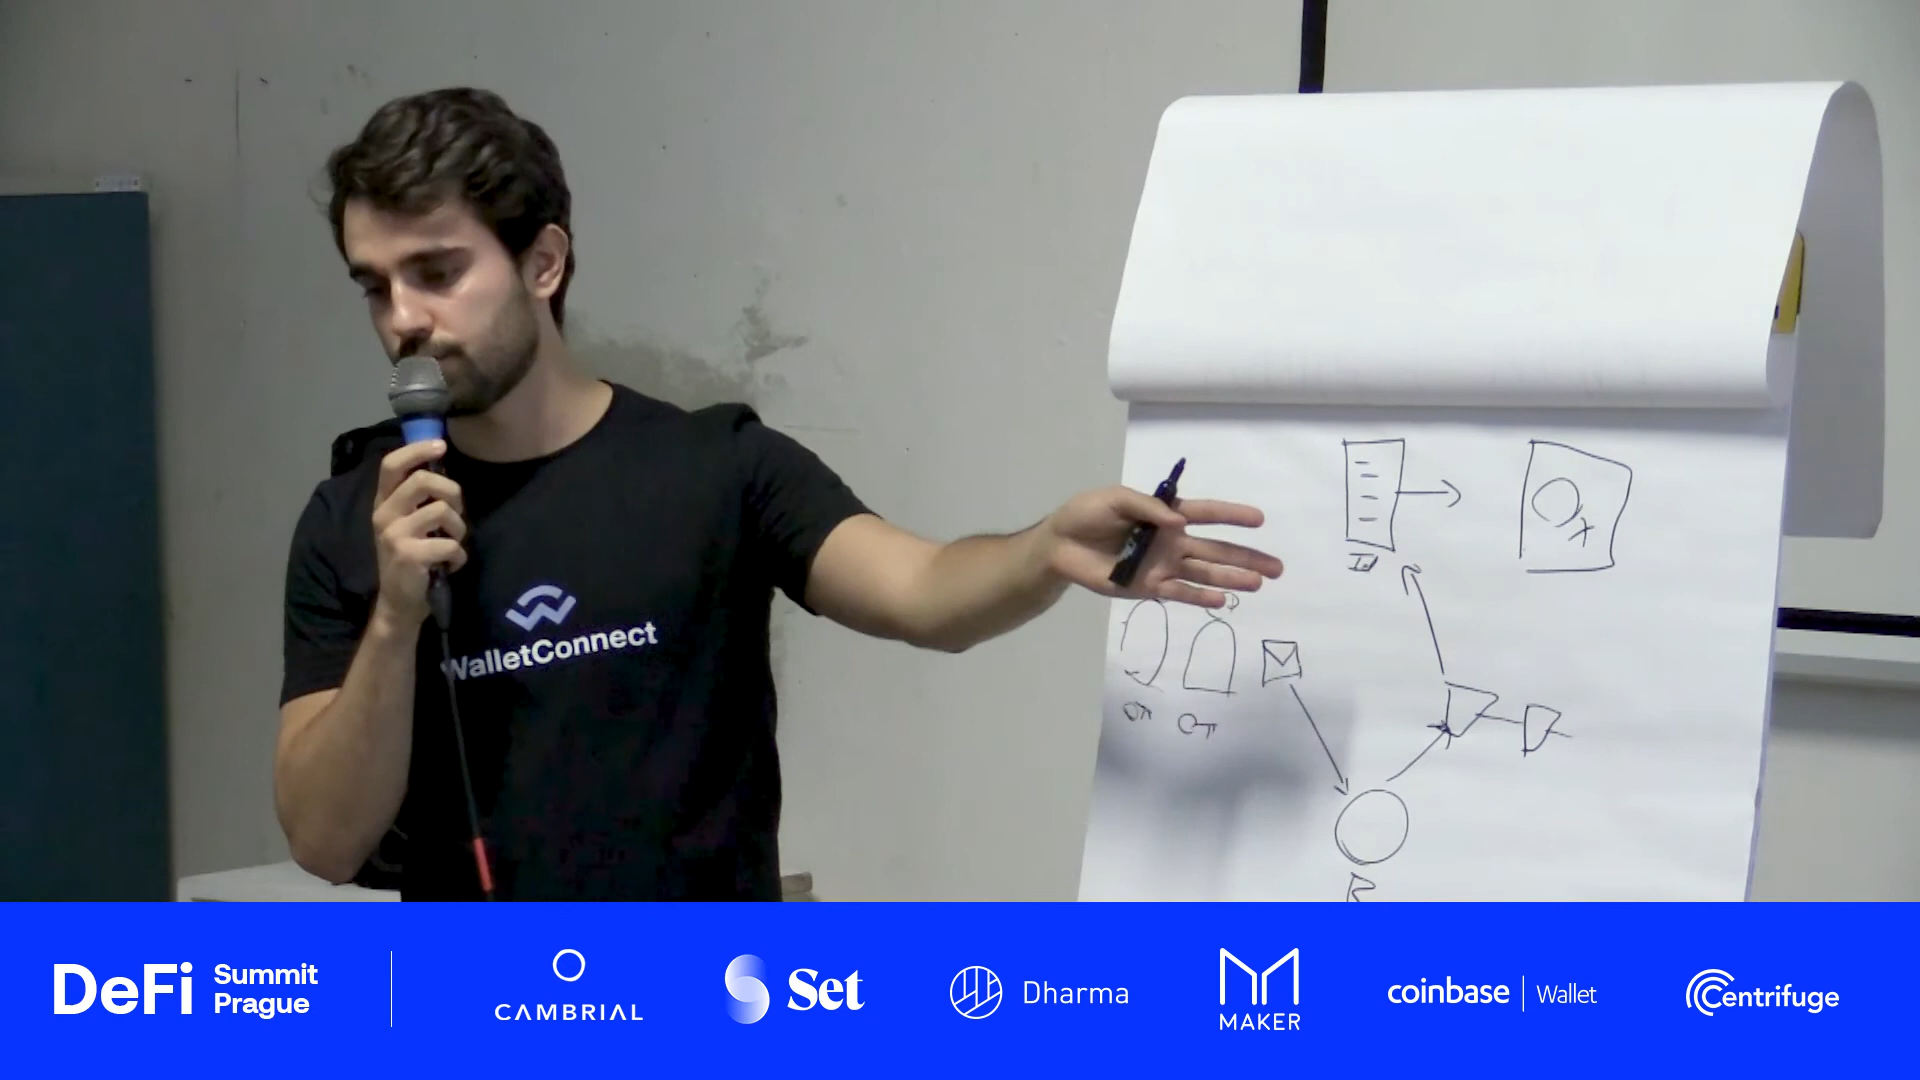 WalletConnect
DeFi Summit Prague
CAMBRIAL
Set
Dharma
MAKER
coinbase Wallet
Centrifuge